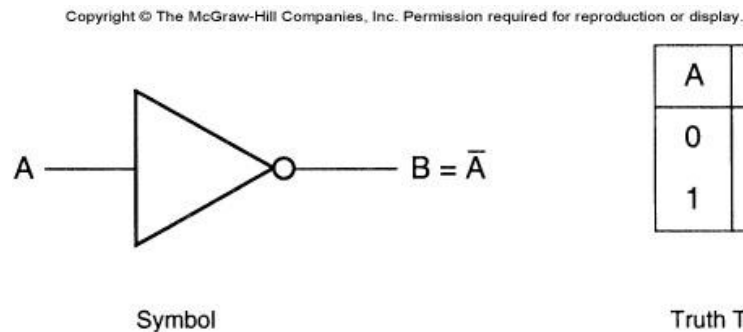 Copyright © The McGraw-Hill Companies, Inc. Permission required for reproduction or display.
A
B = A̅
A
0
1
Symbol
Truth